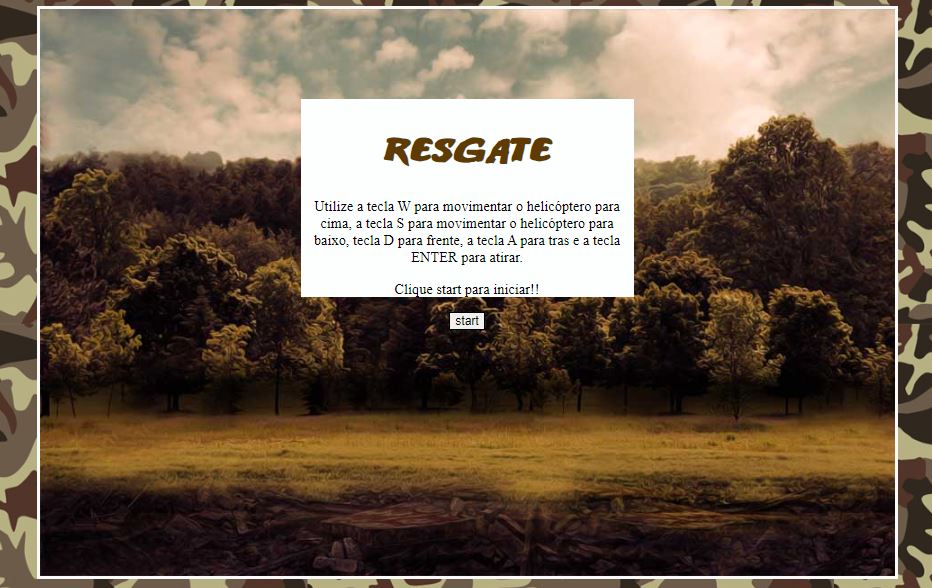 RESGATE
Utilize a tecla W para movimentar o helicóptero para
cima, a tecla S para movimentar o helicóptero para
baixo, tecla D para frente, a tecla A para tras e a tecla
ENTER para atirar.
Clique start para iniciar!!
start